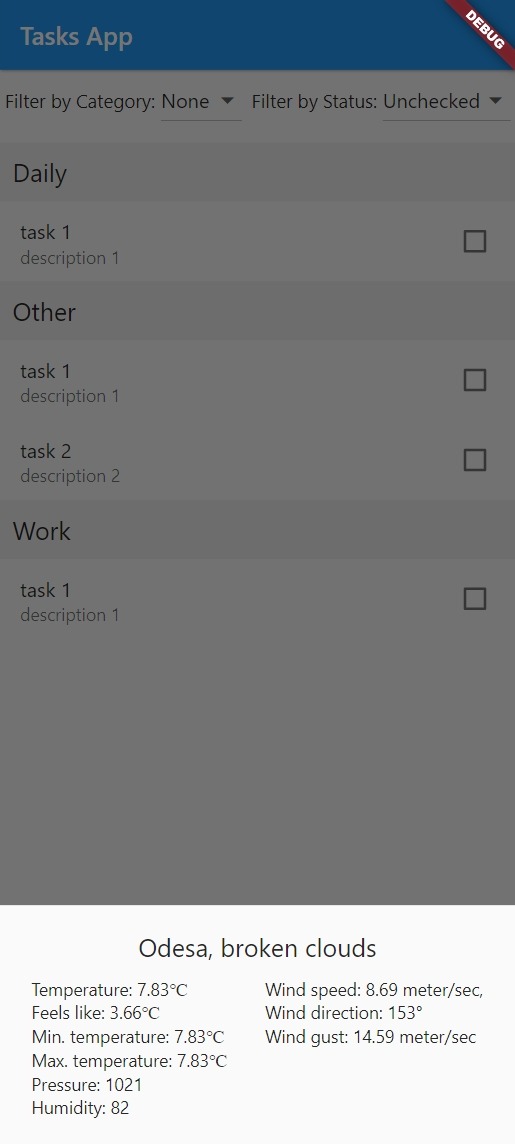 Tasks App
DEBUG
Filter by Category: None Filter by Status: Unchecked
Daily
task 1
description 1
Other
task 1
description 1
task 2
description 2
Work
task 1
description 1
Odesa, broken clouds
Temperature: 7.83°C
Feels like: 3.66°C
Min. temperature: 7.83°C
Max. temperature: 7.83°C
Pressure: 1021
Humidity: 82
Wind speed: 8.69 meter/sec,
Wind direction: 153°
Wind gust: 14.59 meter/sec